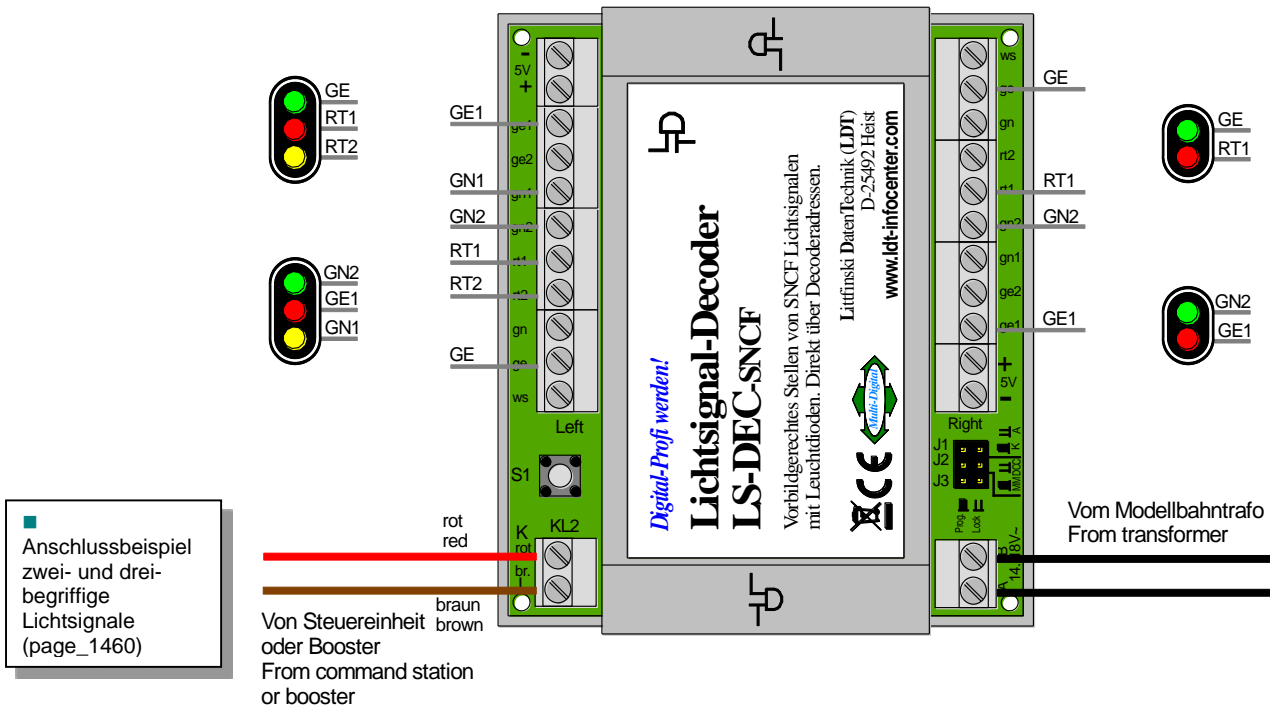 GE
RT1
RT2
GN2
GE1
GN1
GE1
GN1
GN2
RT1
RT2
GE
-
5V
+
ge1
ge2
gn1
gn2
rt1
rt2
gn
ge
ws
Left
S1
K
KL2
rot
br.
rot
red
braun
brown
Von Steuereinheit
oder Booster
From command station
or booster
■
Anschlussbeispiel
zwei- und drei-
begriffige
Lichtsignale
(page_1460)
Digital-Profi werden!
Lichtsignal-Decoder
LS-DEC-SNCF
Vorbildgerechtes Stellen von SNCF Lichtsignalen
mit Leuchtdioden. Direkt über Decoderadressen.
Littfinski DatenTechnik (LDT)
D-25492 Heist
www.ldt-infocenter.com
Multi-Digital
CE
ws
ge
gn
rt2
rt1
gn2
gn1
ge2
ge1
+
5V
-
Right
J1
J2
J3
K A
MM DCC
Prog.
Lock
B
A
14..18V~
GE
RT1
GN2
GE1
GE
RT1
GN2
GE1
Vom Modellbahntrafo
From transformer